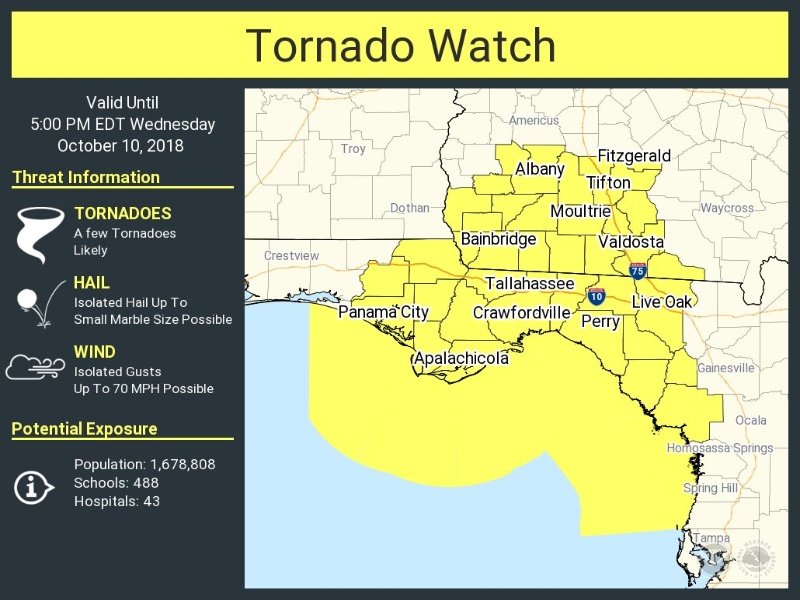 Tornado Watch
Valid Until
5:00 PM EDT Wednesday
October 10, 2018
Threat Information
TORNADOES
A few Tornadoes
Likely
HAIL
Isolated Hail Up To
Small Marble Size Possible
WIND
Isolated Gusts
Up To 70 MPH Possible
Potential Exposure
Population: 1,678,808
Schools: 488
Hospitals: 43
Americus
Troy
Fitzgerald
Albany
Tifton
Dothan
Moultrie
Waycross
Bainbridge
Valdosta
Crestview
75
Tallahassee
10
Live Oak
Panama City
Crawfordville
Perry
Apalachicola
Gainesville
Ocala
Homosassa Springs
Spring Hill
Tampa